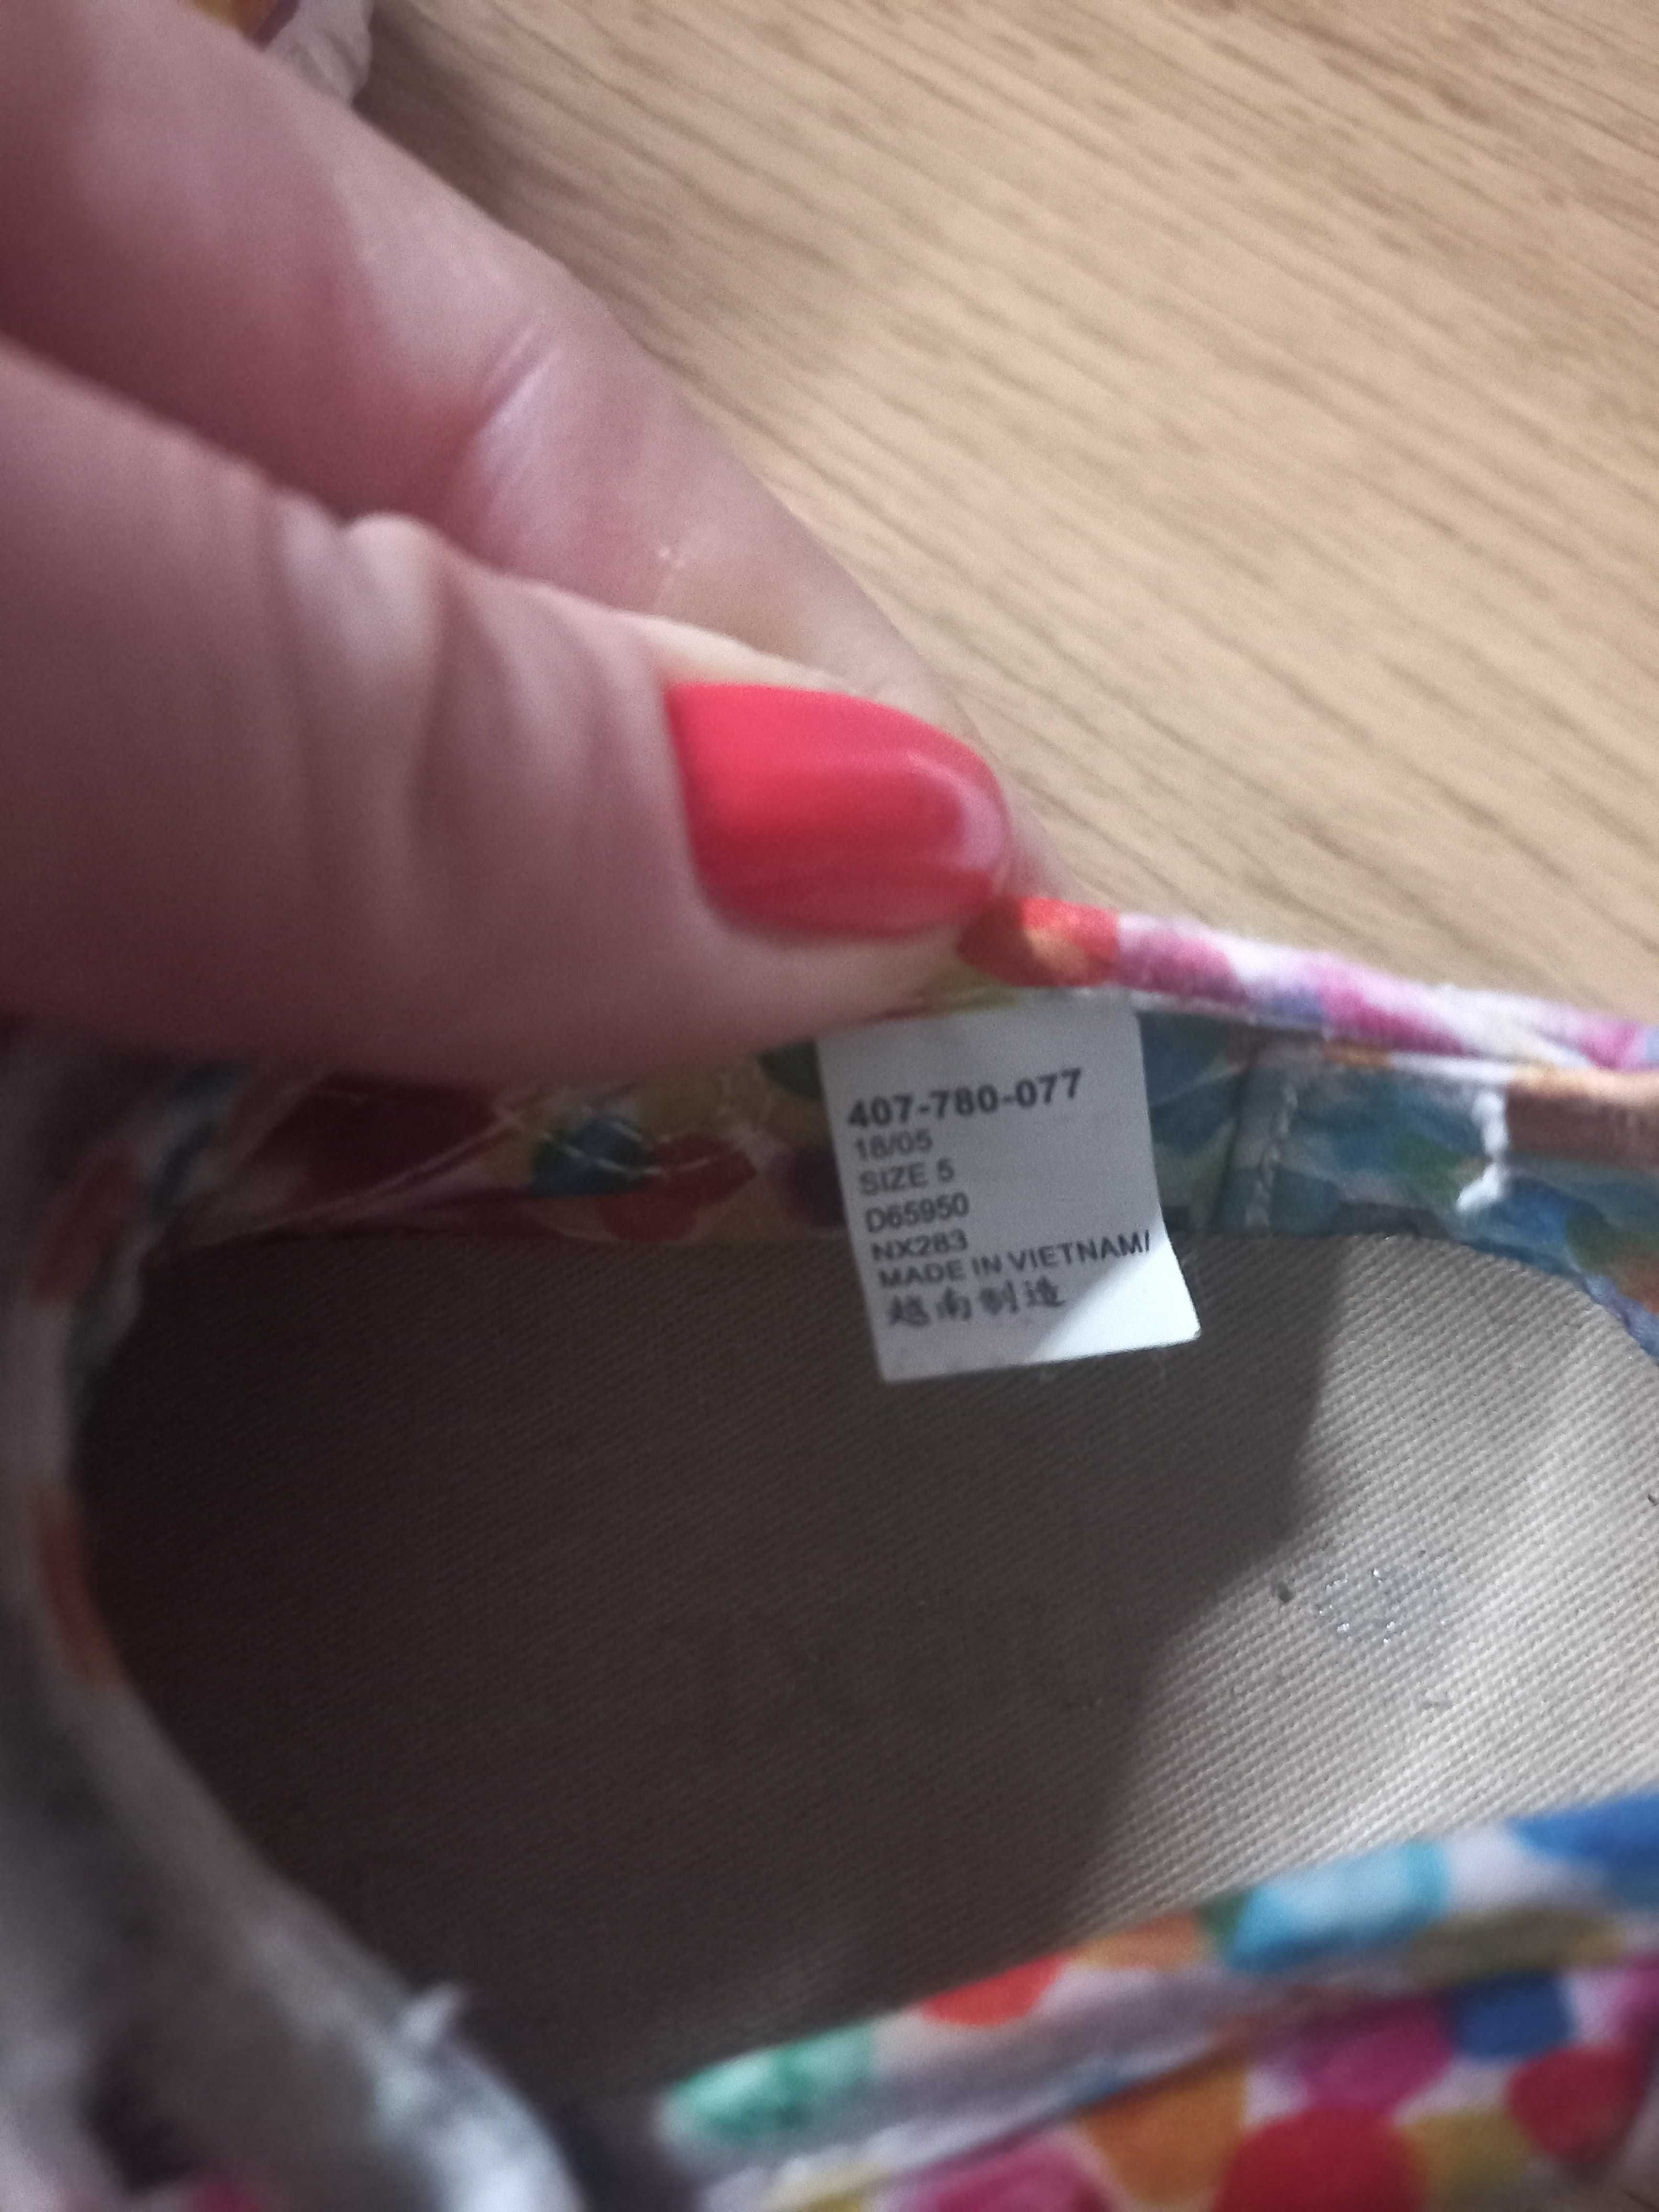 407-780-077
18/05
SIZE 5
D65950
NX283
MADE IN VIETNAM/
越南制造